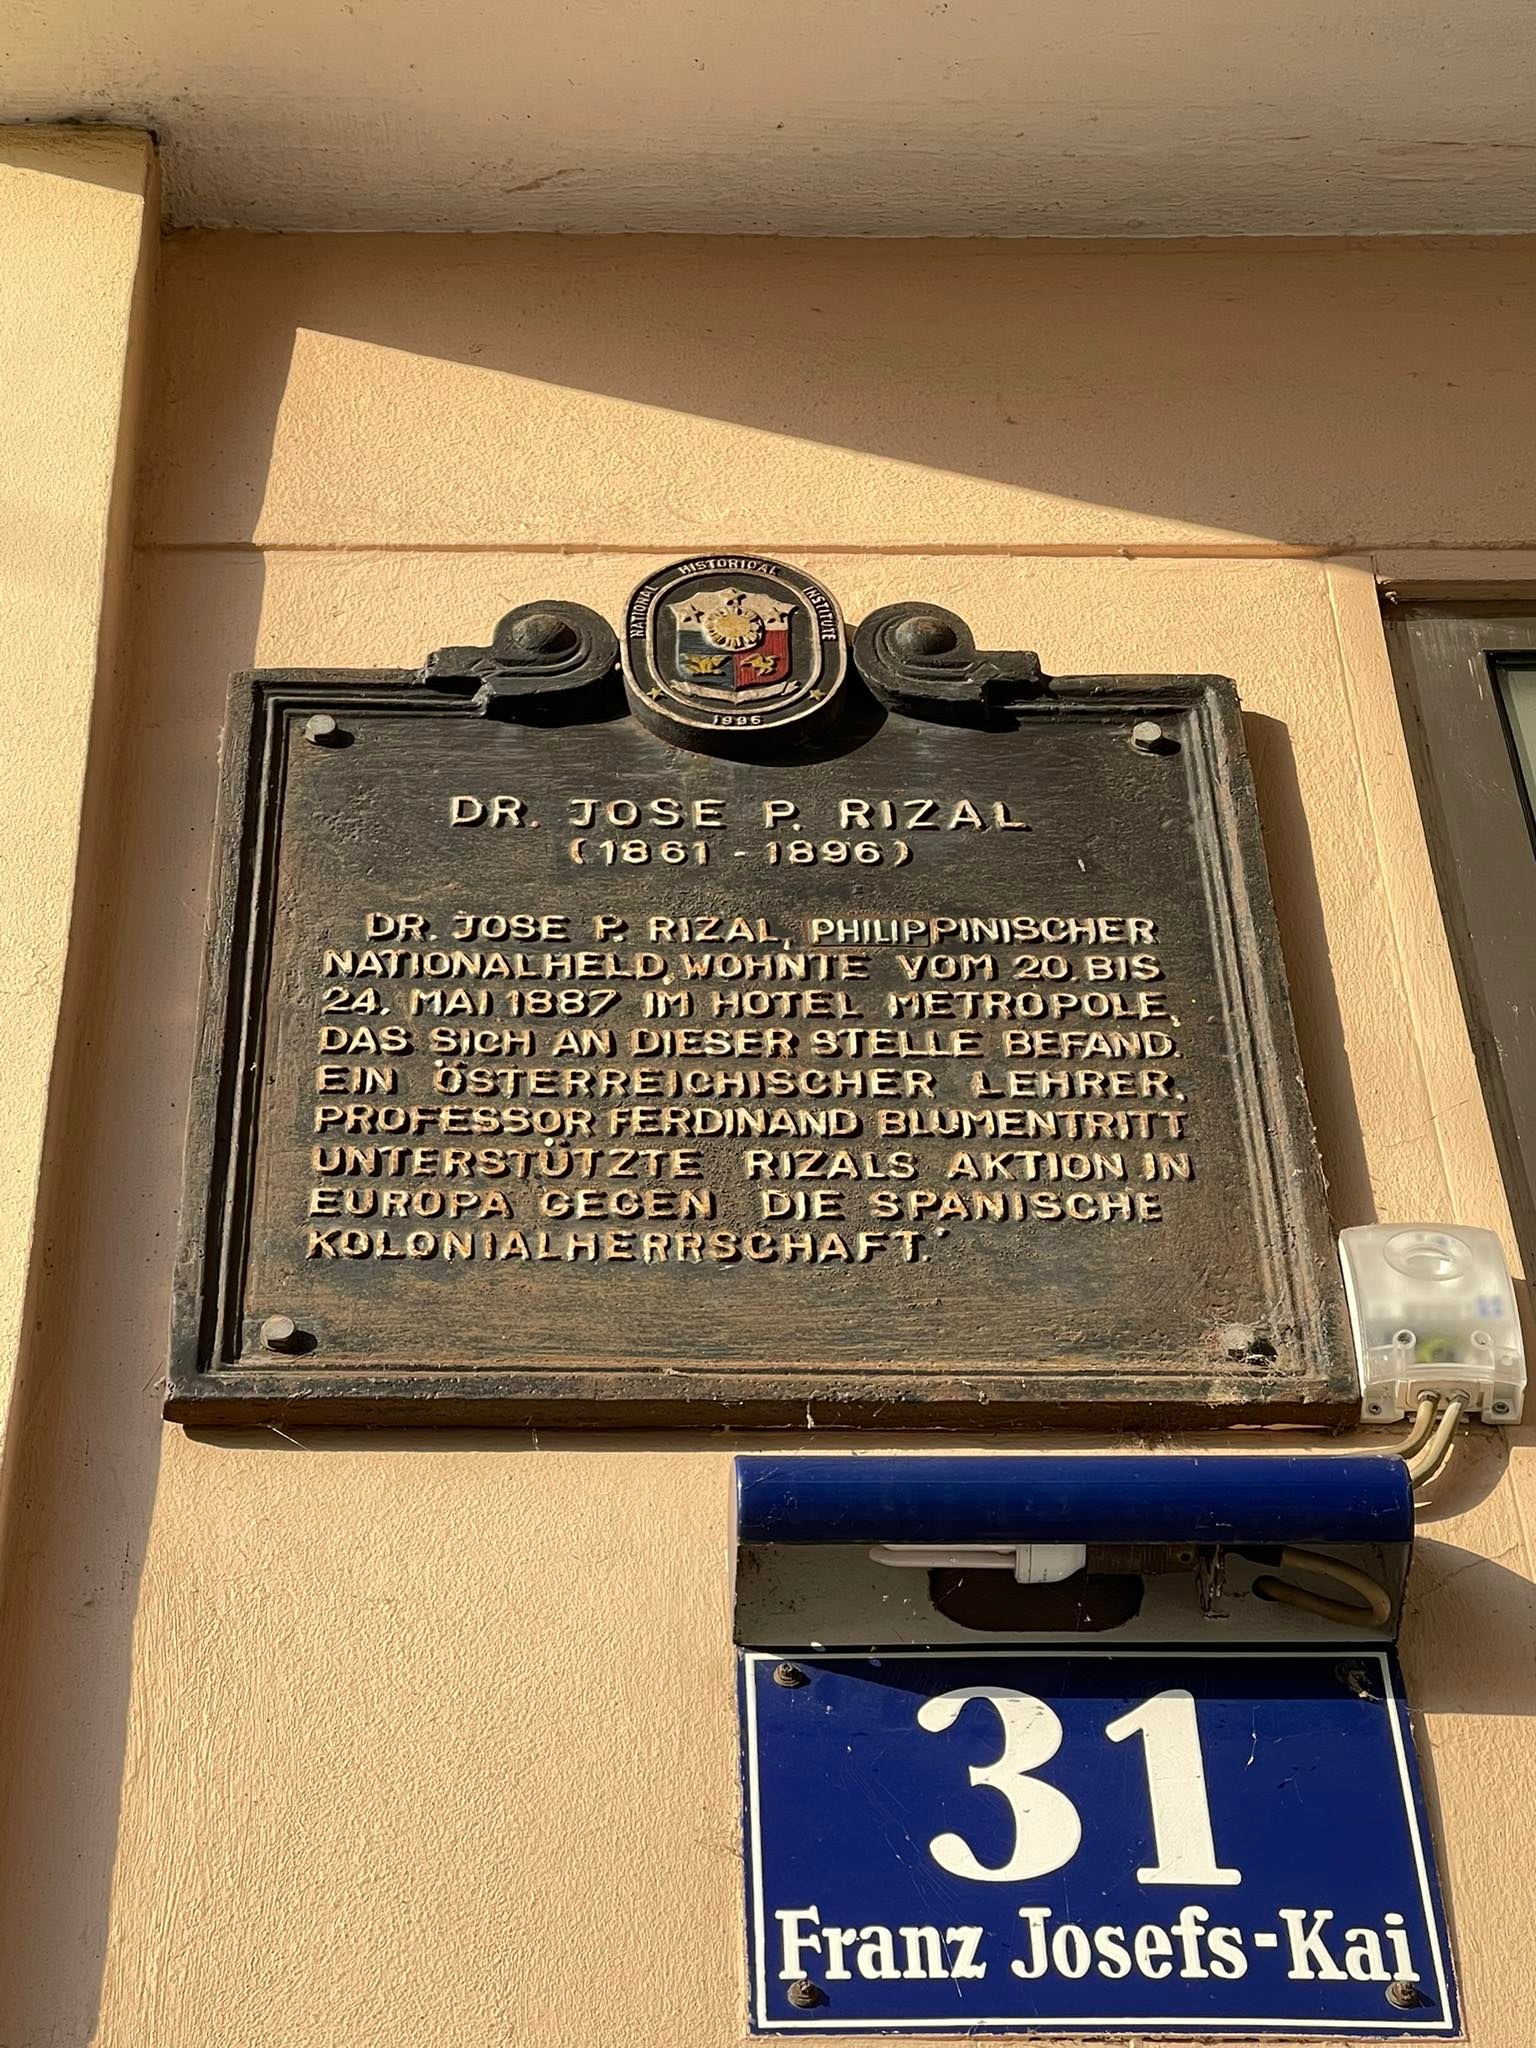 NATIONAL HISTORICAL INSTITUTE
1996
DR. JOSE P. RIZAL
(1861 - 1896)
DR. JOSE P. RIZAL, PHILIPPINISCHER
NATIONALHELD, WOHNTE VOM 20. BIS
24. MAI 1887 IM HOTEL METROPOLE,
DAS SICH AN DIESER STELLE BEFAND.
EIN ÖSTERREICHISCHER LEHRER,
PROFESSOR FERDINAND BLUMENTRITT
UNTERSTÜTZTE RIZALS AKTION IN
EUROPA GEGEN DIE SPANISCHE
KOLONIALHERRSCHAFT.
31
Franz Josefs-Kai